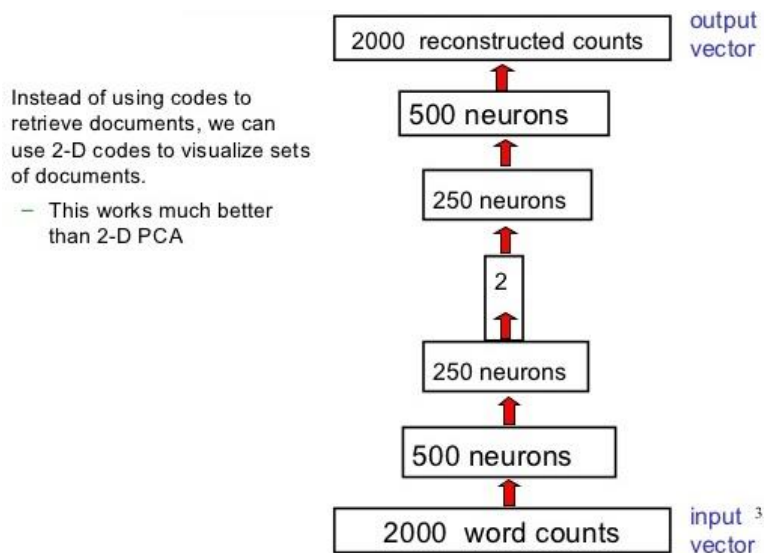 Instead of using codes to
retrieve documents, we can
use 2-D codes to visualize sets
of documents.
– This works much better
than 2-D PCA
2000 reconstructed counts
output
vector
500 neurons
250 neurons
2
250 neurons
500 neurons
2000 word counts
input 3
vector